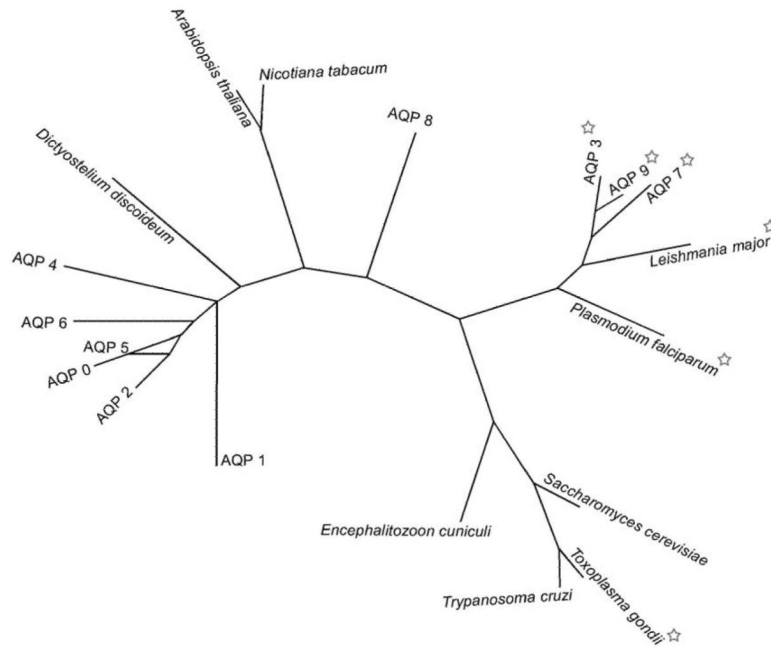 Arabidopsis thaliana
Nicotiana tabacum
AQP 8
Dictyostelium discoideum
AQP 3
AQP 9
AQP 7
Leishmania major
AQP 4
Plasmodium falciparum
AQP 6
AQP 5
AQP 0
AQP 2
AQP 1
Saccharomyces cerevisiae
Encephalitozoon cuniculi
Toxoplasma gondii
Trypanosoma cruzi